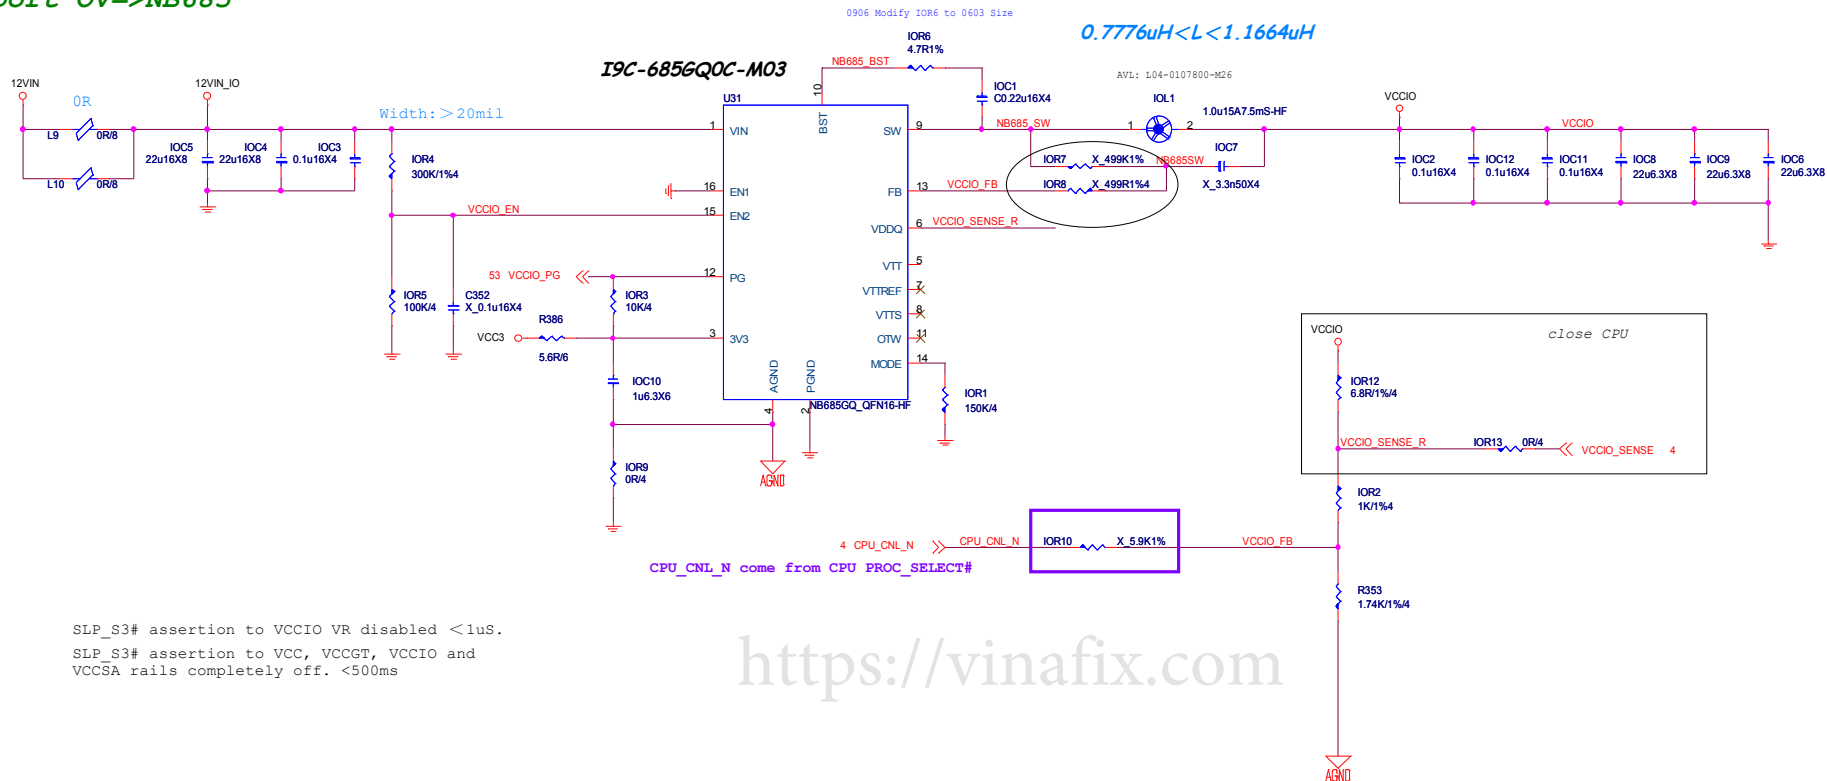 0V=>NB685
0906 Modify IOR6 to 0603 Size
0.7776uH<L<1.1664uH
I9C-685GQ0C-M03
AVL: L04-0107800-M26
12VIN
0R
L9
0R/8
L10
0R/8
12VIN_IO
IOC5
22u16X8
IOC4
22u16X8
IOC3
0.1u16X4
Width:>20mil
IOR4
300K/1%4
VCCIO_EN
IOR5
100K/4
C352
X_0.1u16X4
53 VCCIO_PG
IOR3
10K/4
VCC3
R386
5.6R/6
IOC10
1u6.3X6
IOR9
0R/4
AGND
U31
1 VIN
16 EN1
15 EN2
12 PG
3 3V3
10 BST
SW 9
FB 13
VDDQ 6
VTT 5
VTTREF 7
VTTS 8
OTW 11
MODE 14
AGND 4
PGND 2
NB685GQ_QFN16-HF
NB685_BST
IOR6
4.7R1%
IOC1
C0.22u16X4
NB685_SW
IOL1
1 2
1.0u15A7.5mS-HF
IOR7
X_499K1%
NB685SW
IOC7
X_3.3n50X4
VCCIO_FB
IOR8
X_499R1%4
VCCIO_SENSE_R
IOR1
150K/4
VCCIO
VCCIO
IOC2
0.1u16X4
IOC12
0.1u16X4
IOC11
0.1u16X4
IOC8
22u6.3X8
IOC9
22u6.3X8
IOC6
22u6.3X8
VCCIO
close CPU
IOR12
6.8R/1%/4
VCCIO_SENSE_R
IOR13
0R/4
VCCIO_SENSE 4
IOR2
1K/1%4
4 CPU_CNL_N
CPU_CNL_N
IOR10
X_5.9K1%
VCCIO_FB
CPU_CNL_N come from CPU PROC_SELECT#
R353
1.74K/1%/4
AGND
SLP_S3# assertion to VCCIO VR disabled <1uS.
SLP_S3# assertion to VCC, VCCGT, VCCIO and
VCCSA rails completely off. <500ms
https://vinafix.com